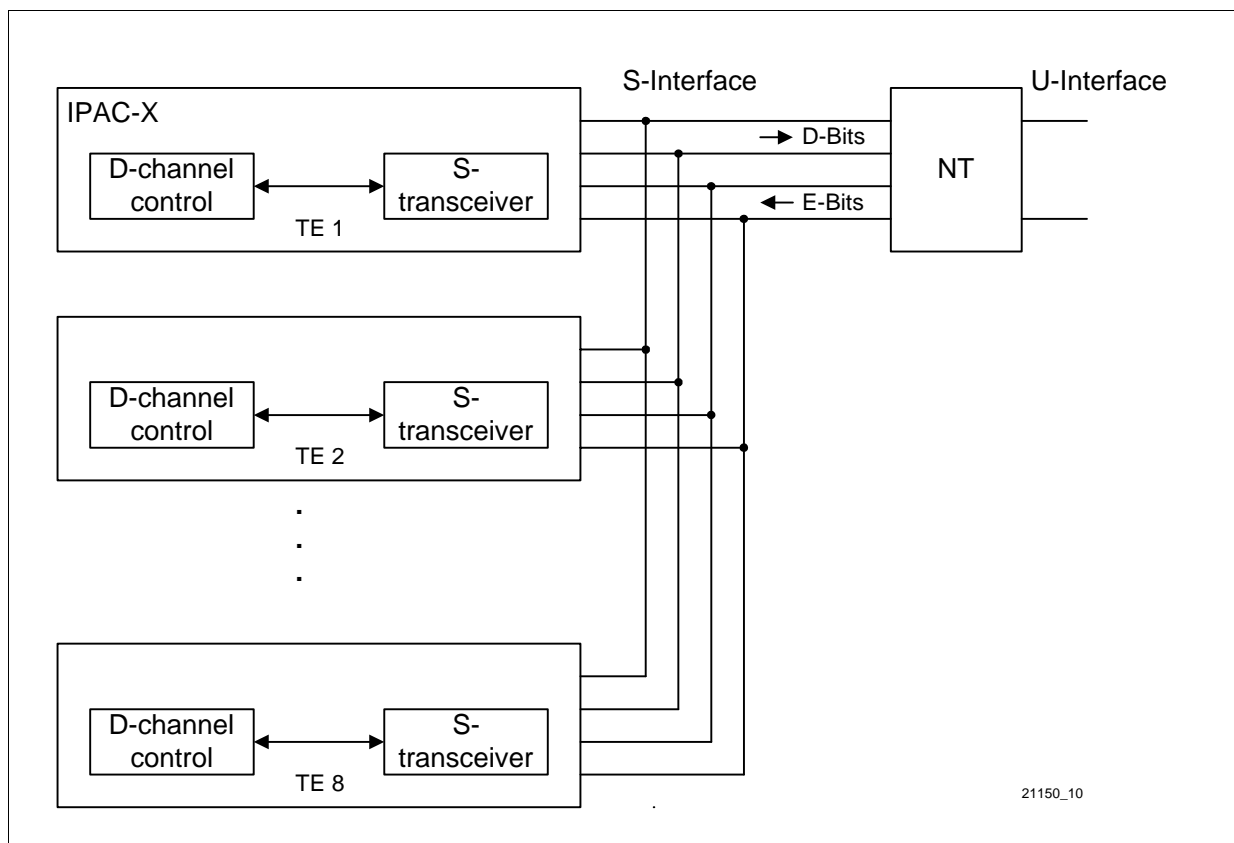 S-Interface
U-Interface
IPAC-X
D-channel
control
S-
transceiver
TE 1
D-Bits
E-Bits
NT
D-channel
control
S-
transceiver
TE 2
.
.
.
D-channel
control
S-
transceiver
TE 8
.
21150_10